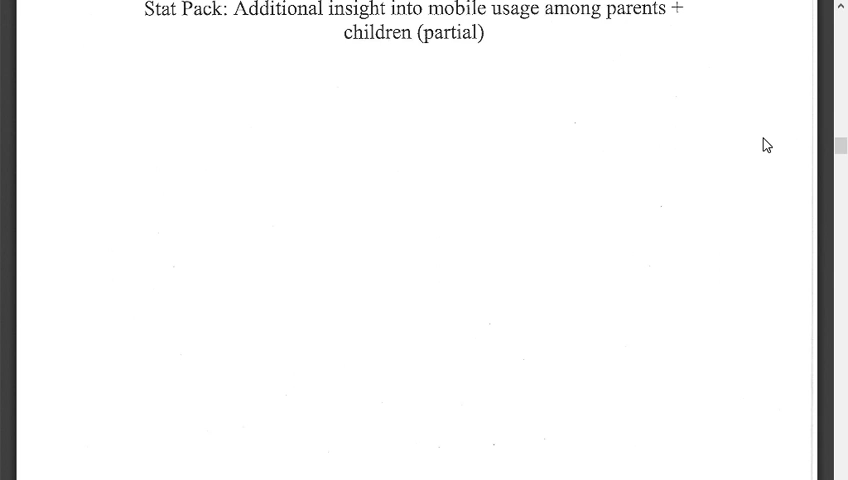 Stat Pack: Additional insight into mobile usage among parents +
children (partial)